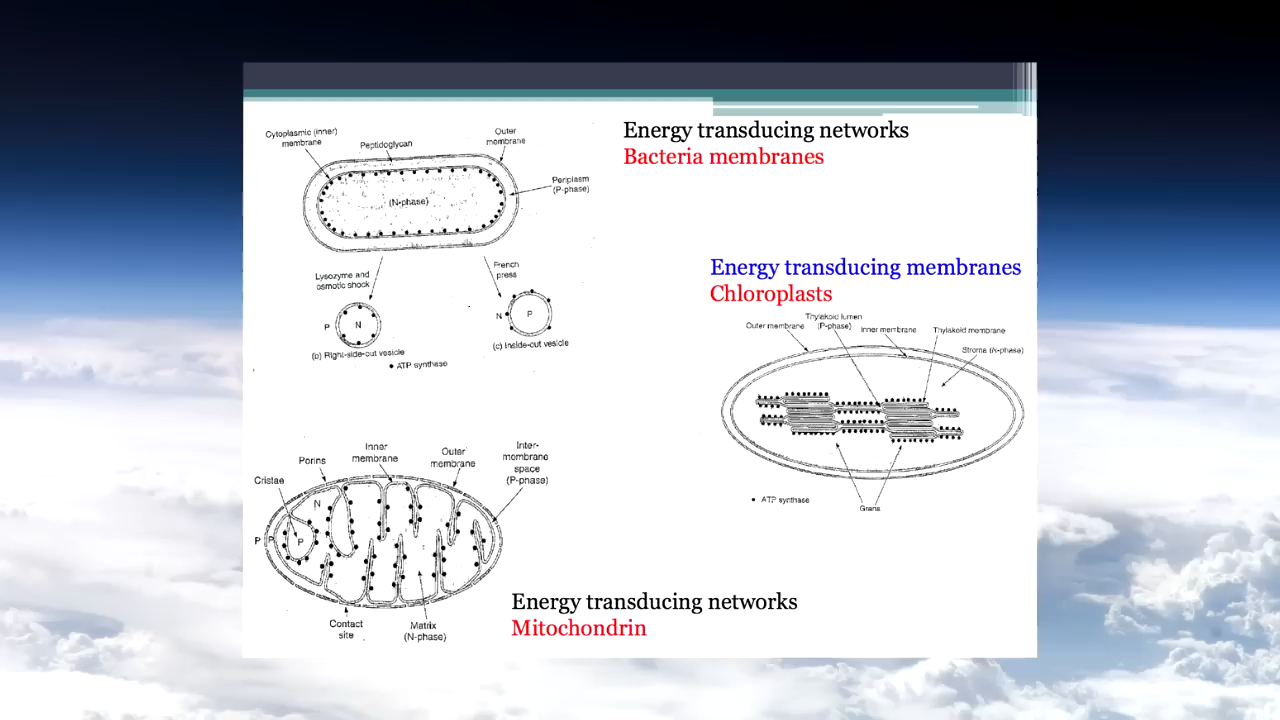 Energy transducing networks
Bacteria membranes
Cytoplasmic (inner)
membrane
Peptidoglycan
Outer
membrane
Periplasm
(P-phase)
(N-phase)
Lysozyme and
osmotic shock
French
press
P
N
N
P
(b) Right-side-out vesicle
(c) Inside-out vesicle
• ATP synthase
Energy transducing membranes
Chloroplasts
Thylakoid lumen
(P-phase)
Outer membrane
Inner membrane
Thylakoid membrane
Stroma (N-phase)
• ATP synthase
Grana
Porins
Inner
membrane
Outer
membrane
Inter-
membrane
space
(P-phase)
Cristae
N
P
P
P
Contact
site
Matrix
(N-phase)
Energy transducing networks
Mitochondrin